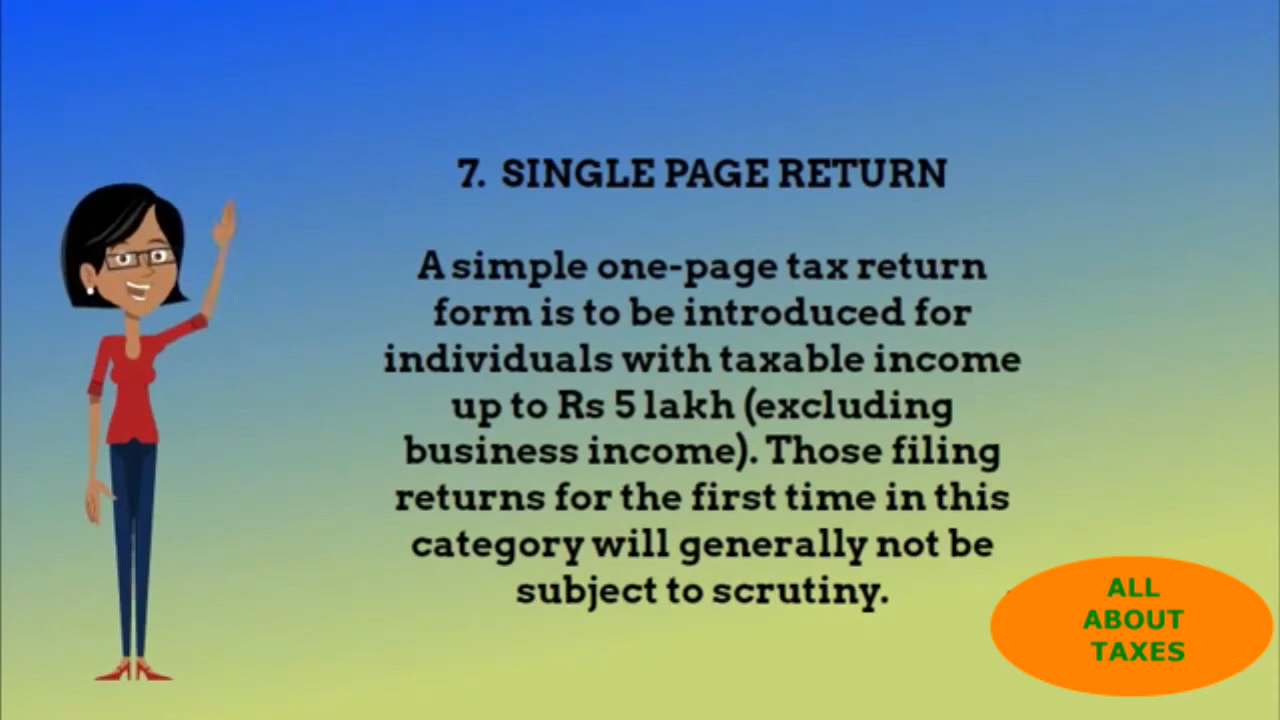 7. SINGLE PAGE RETURN
A simple one-page tax return
form is to be introduced for
individuals with taxable income
up to Rs 5 lakh (excluding
business income). Those filing
returns for the first time in this
category will generally not be
subject to scrutiny.
ALL
ABOUT
TAXES